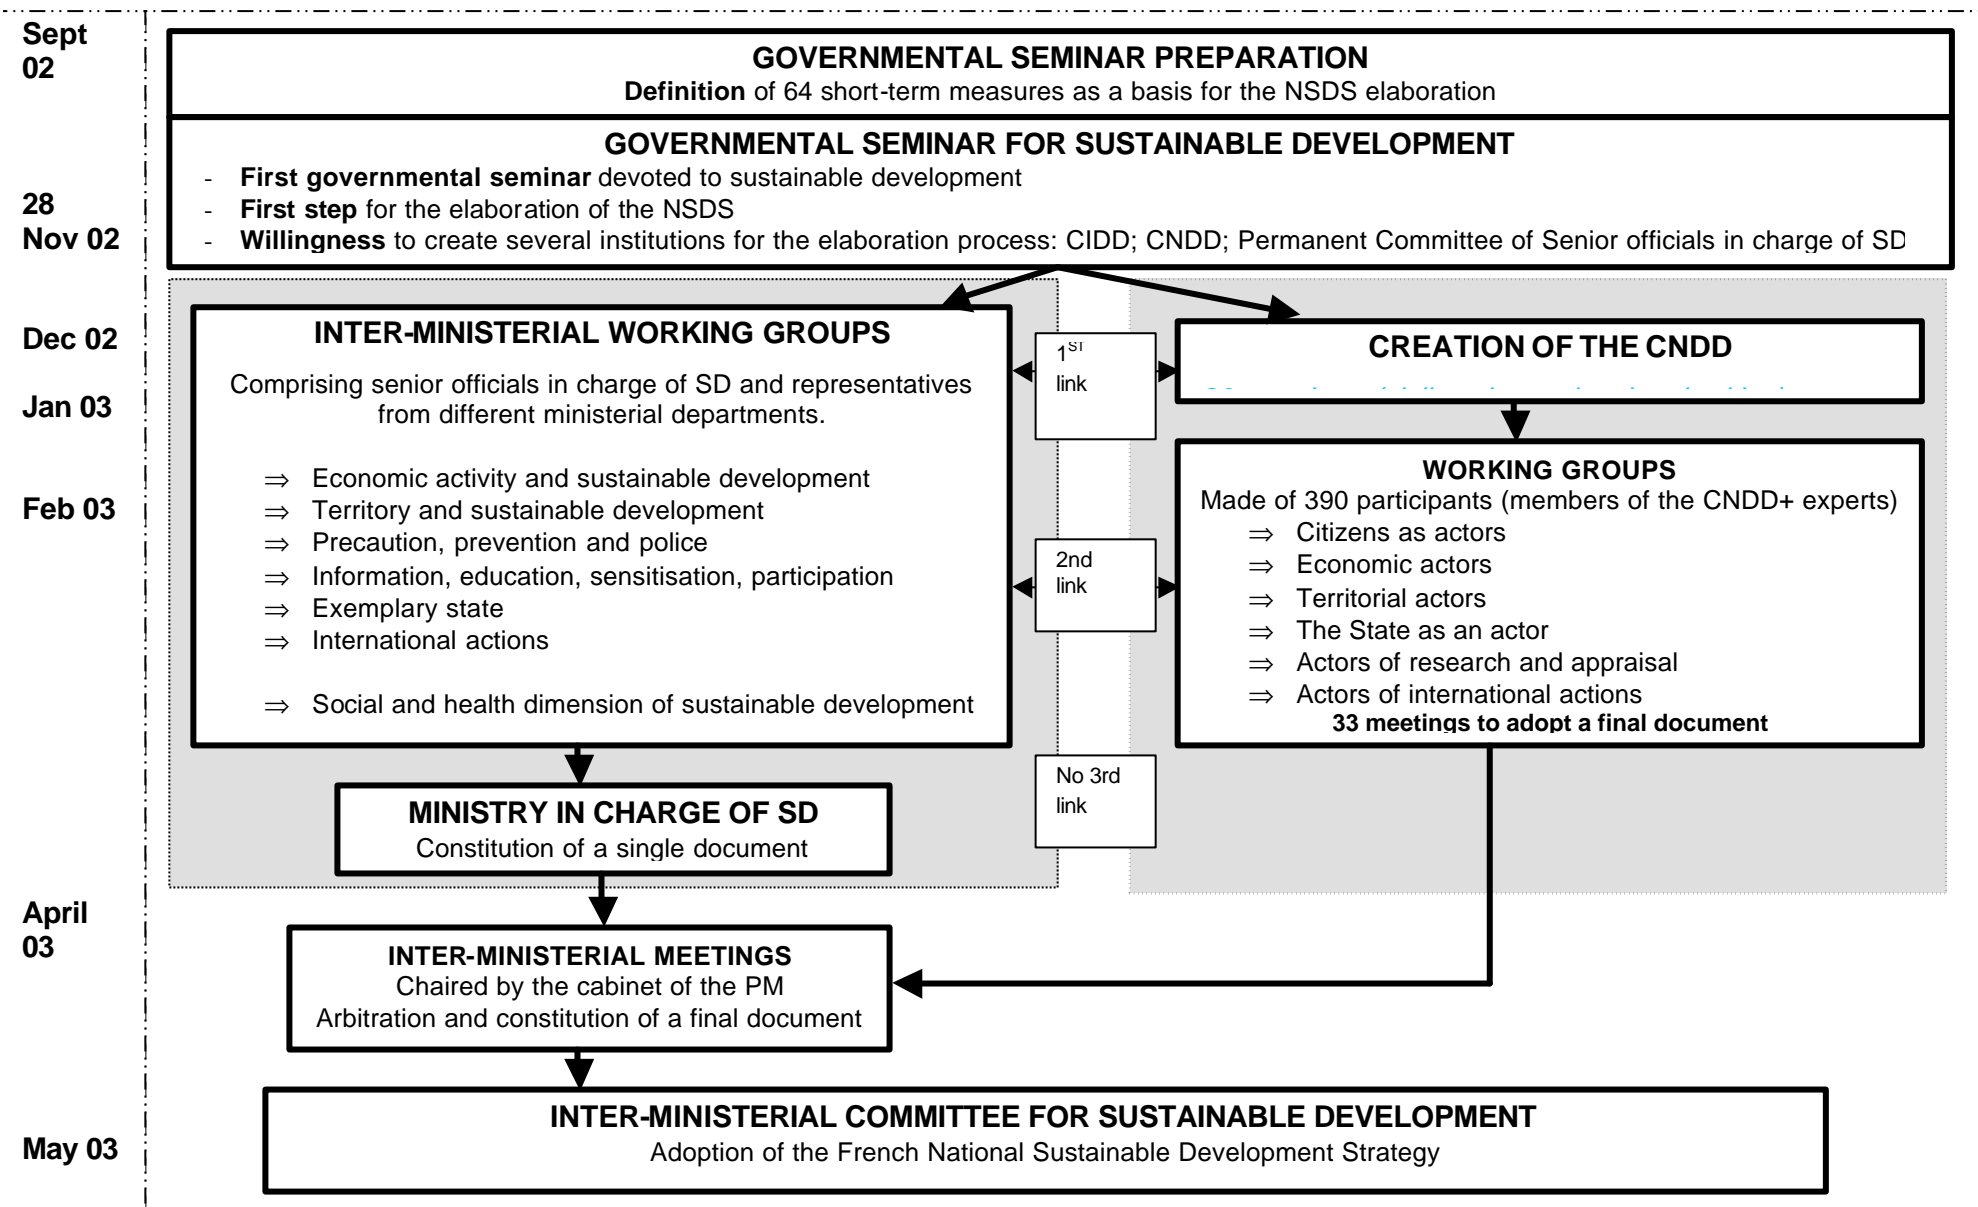 Sept
02
GOVERNMENTAL SEMINAR PREPARATION
Definition of 64 short-term measures as a basis for the NSDS elaboration
GOVERNMENTAL SEMINAR FOR SUSTAINABLE DEVELOPMENT
- First governmental seminar devoted to sustainable development
28
Nov 02
- First step for the elaboration of the NSDS
- Willingness to create several institutions for the elaboration process: CIDD; CNDD; Permanent Committee of Senior officials in charge of SD
Dec 02
Jan 03
Feb 03
INTER-MINISTERIAL WORKING GROUPS
Comprising senior officials in charge of SD and representatives
from different ministerial departments.
⇒ Economic activity and sustainable development
⇒ Territory and sustainable development
⇒ Precaution, prevention and police
⇒ Information, education, sensitisation, participation
⇒ Exemplary state
⇒ International actions
⇒ Social and health dimension of sustainable development
1ST
link
2nd
link
No 3rd
link
CREATION OF THE CNDD
WORKING GROUPS
Made of 390 participants (members of the CNDD+ experts)
⇒ Citizens as actors
⇒ Economic actors
⇒ Territorial actors
⇒ The State as an actor
⇒ Actors of research and appraisal
⇒ Actors of international actions
33 meetings to adopt a final document
MINISTRY IN CHARGE OF SD
Constitution of a single document
April
03
INTER-MINISTERIAL MEETINGS
Chaired by the cabinet of the PM
Arbitration and constitution of a final document
May 03
INTER-MINISTERIAL COMMITTEE FOR SUSTAINABLE DEVELOPMENT
Adoption of the French National Sustainable Development Strategy